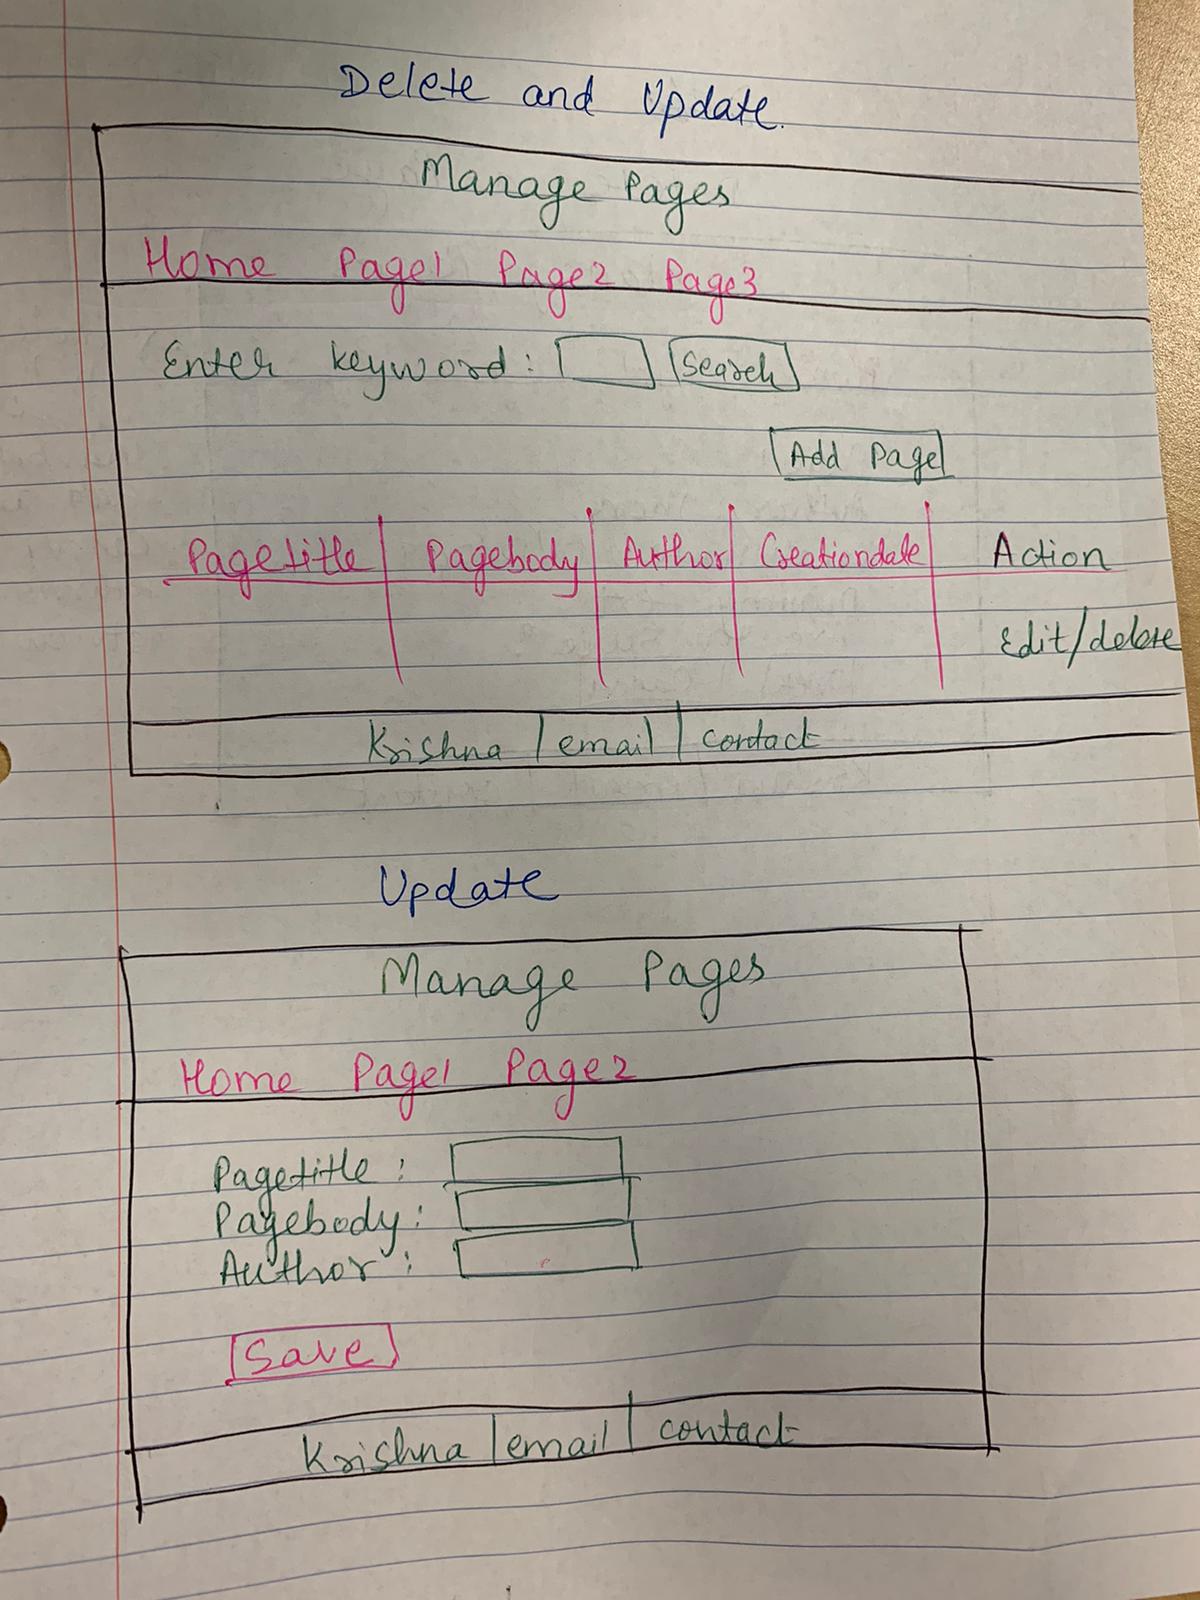 Delete and Update.
Manage Pages
Home Page1 Page2 Page3
Enter keyword: Search
Add Page
Pagetitle Pagebody Author Creationdate Action
Edit/delete
Krishna | email | contact
Update
Manage Pages
Home Page1 Page2
Pagetitle:
Pagebody:
Author:
Save
Krishna | email | contact